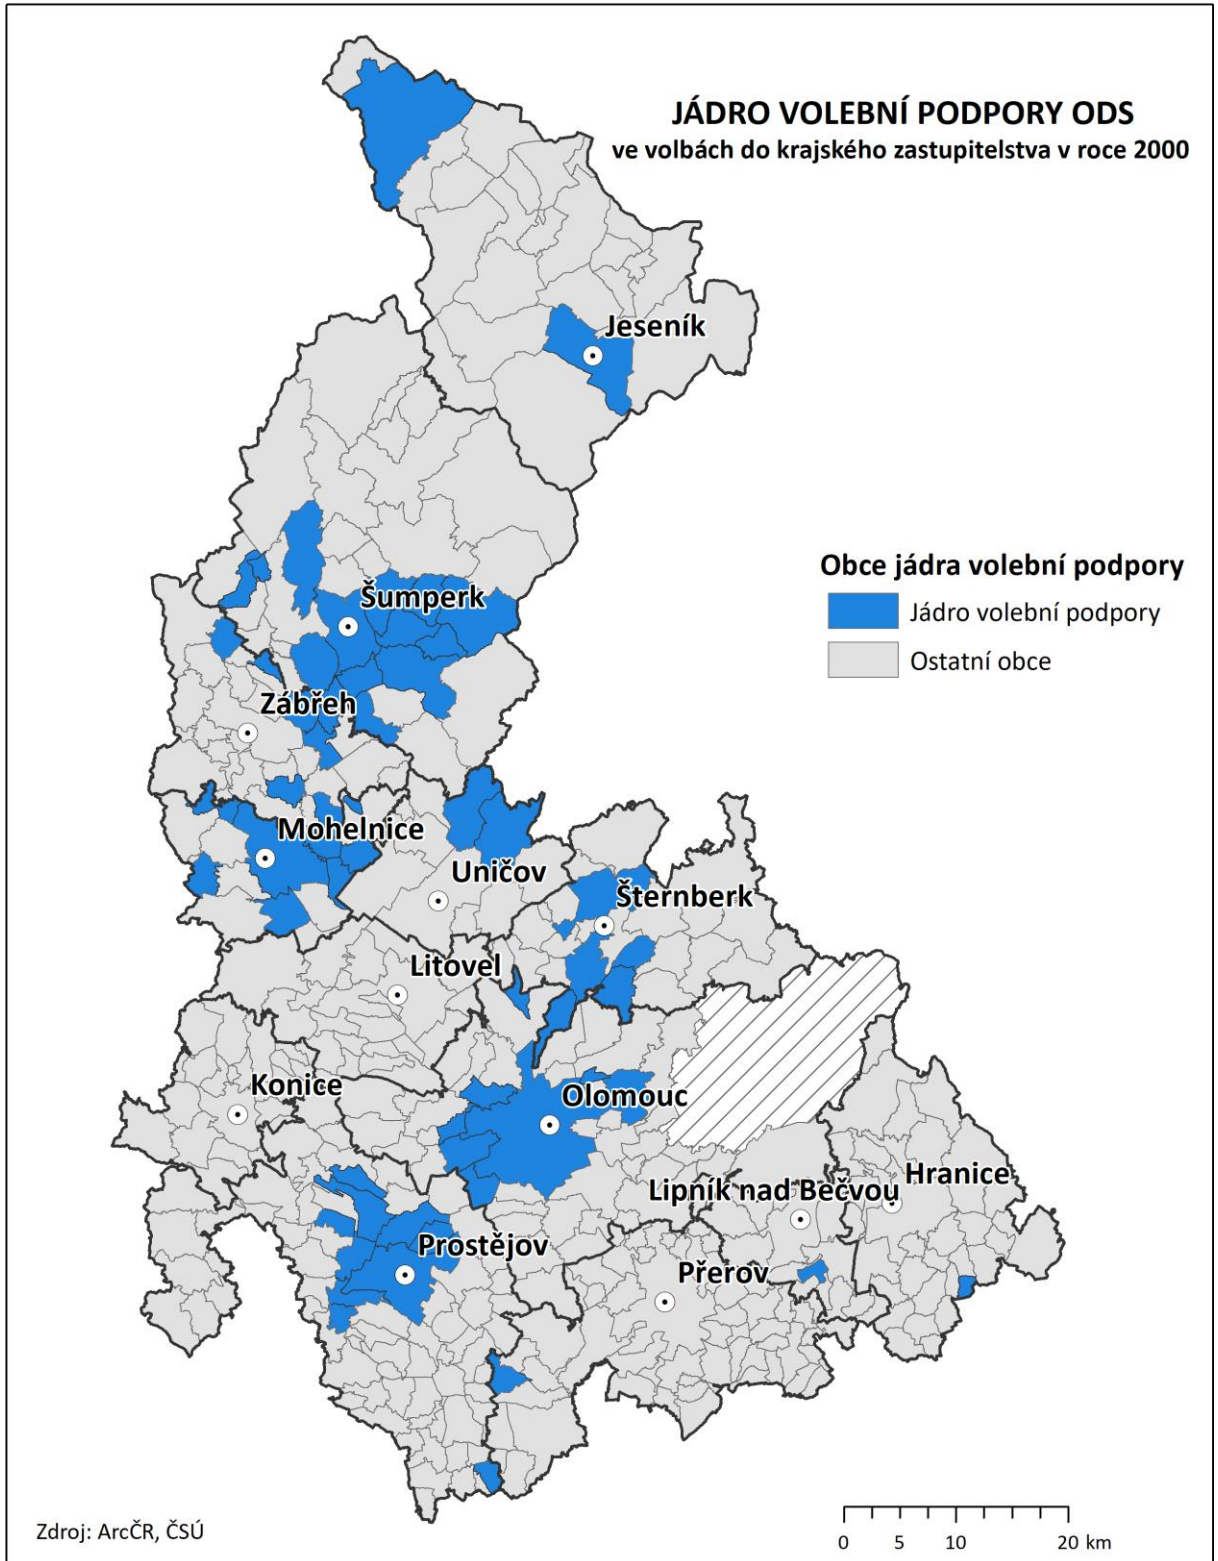 JÁDRO VOLEBNÍ PODPORY ODS
ve volbách do krajského zastupitelstva v roce 2000
Jeseník
Obce jádra volební podpory
Jádro volební podpory
Ostatní obce
Šumperk
Zábřeh
Mohelnice
Uničov
Šternberk
Litovel
Konice
Olomouc
Hranice
Lipník nad Bečvou
Prostějov
Přerov
Zdroj: ArcČR, ČSÚ
0 5 10 20 km